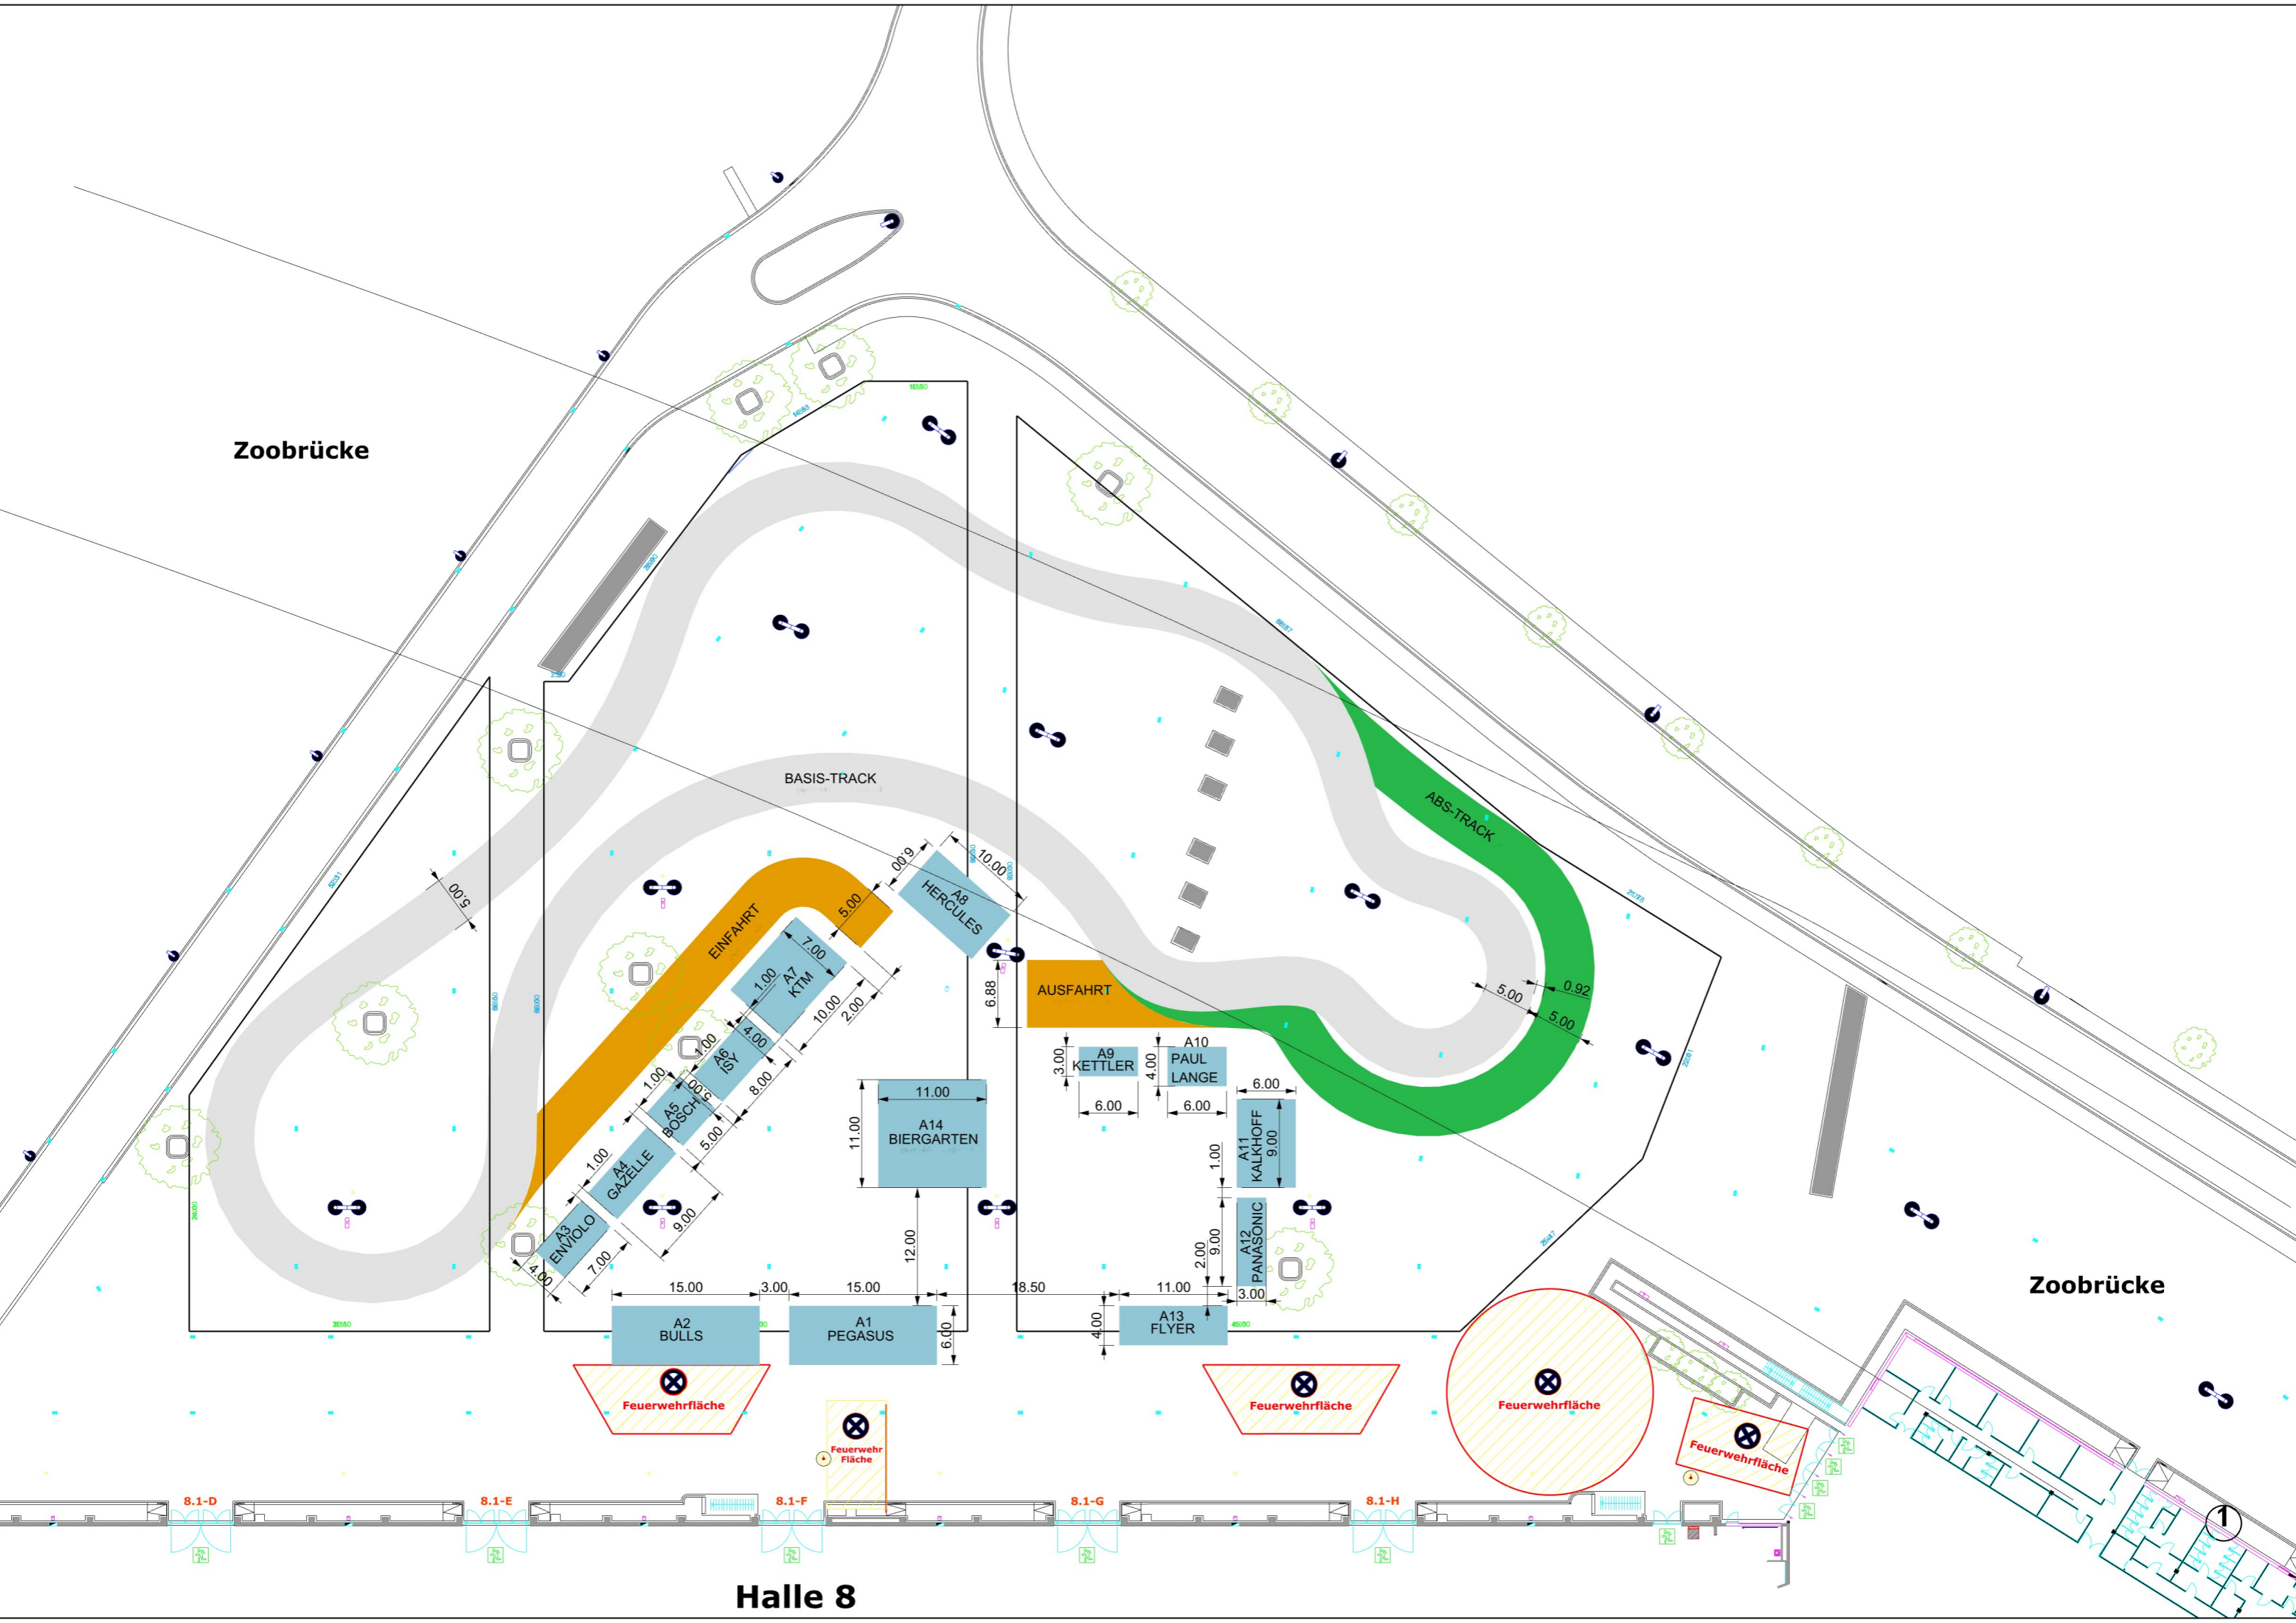 Zoobrücke
BASIS-TRACK
ABS-TRACK
EINFAHRT
AUSFAHRT
5.00
5.00
6.00
10.00
A8
HERCULES
7.00
1.00
A7
KTM
10.00
2.00
1.00
4.00
A6
ISY
8.00
1.00
5.00
A5
BOSCH
5.00
1.00
A4
GAZELLE
9.00
A3
ENVIOLO
4.00
7.00
6.88
5.00
0.92
5.00
3.00
A9
KETTLER
6.00
4.00
A10
PAUL
LANGE
6.00
6.00
A11
KALKHOFF
9.00
1.00
11.00
11.00
A14
BIERGARTEN
12.00
A12
PANASONIC
9.00
2.00
3.00
15.00
3.00
15.00
18.50
11.00
A2
BULLS
A1
PEGASUS
6.00
4.00
A13
FLYER
Zoobrücke
Feuerwehrfläche
Feuerwehr
Fläche
Feuerwehrfläche
Feuerwehrfläche
Feuerwehrfläche
8.1-D
8.1-E
8.1-F
8.1-G
8.1-H
1
Halle 8